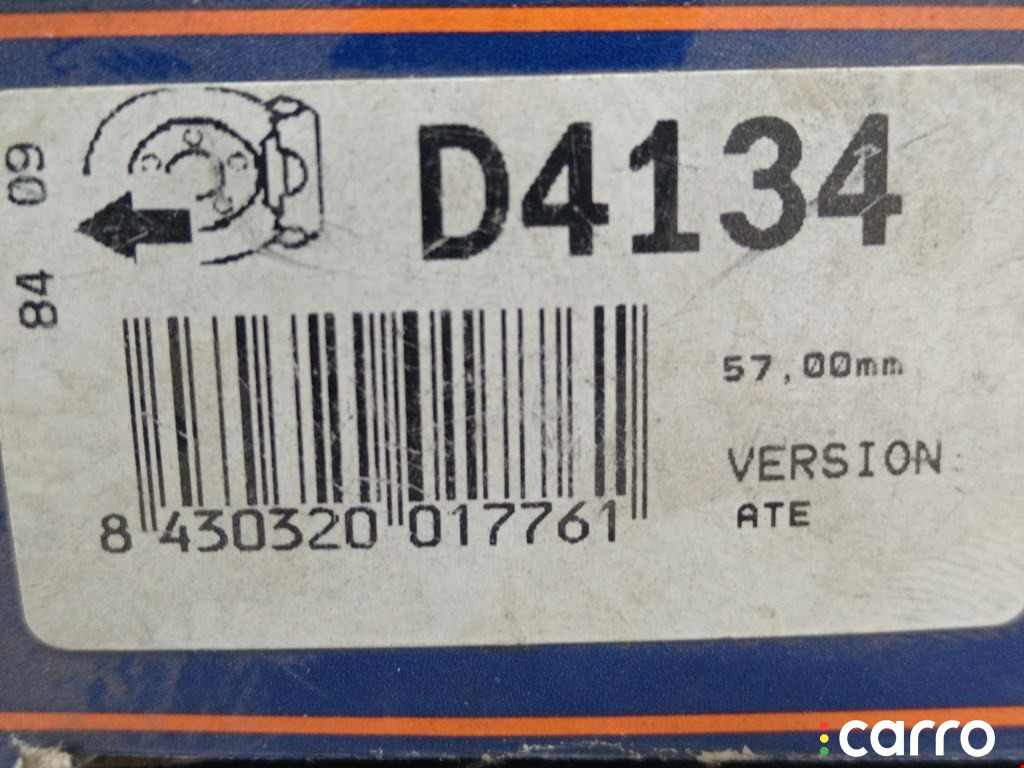 84 09
D4134
57,00mm
VERSION
ATE
8 430320 017761
carro